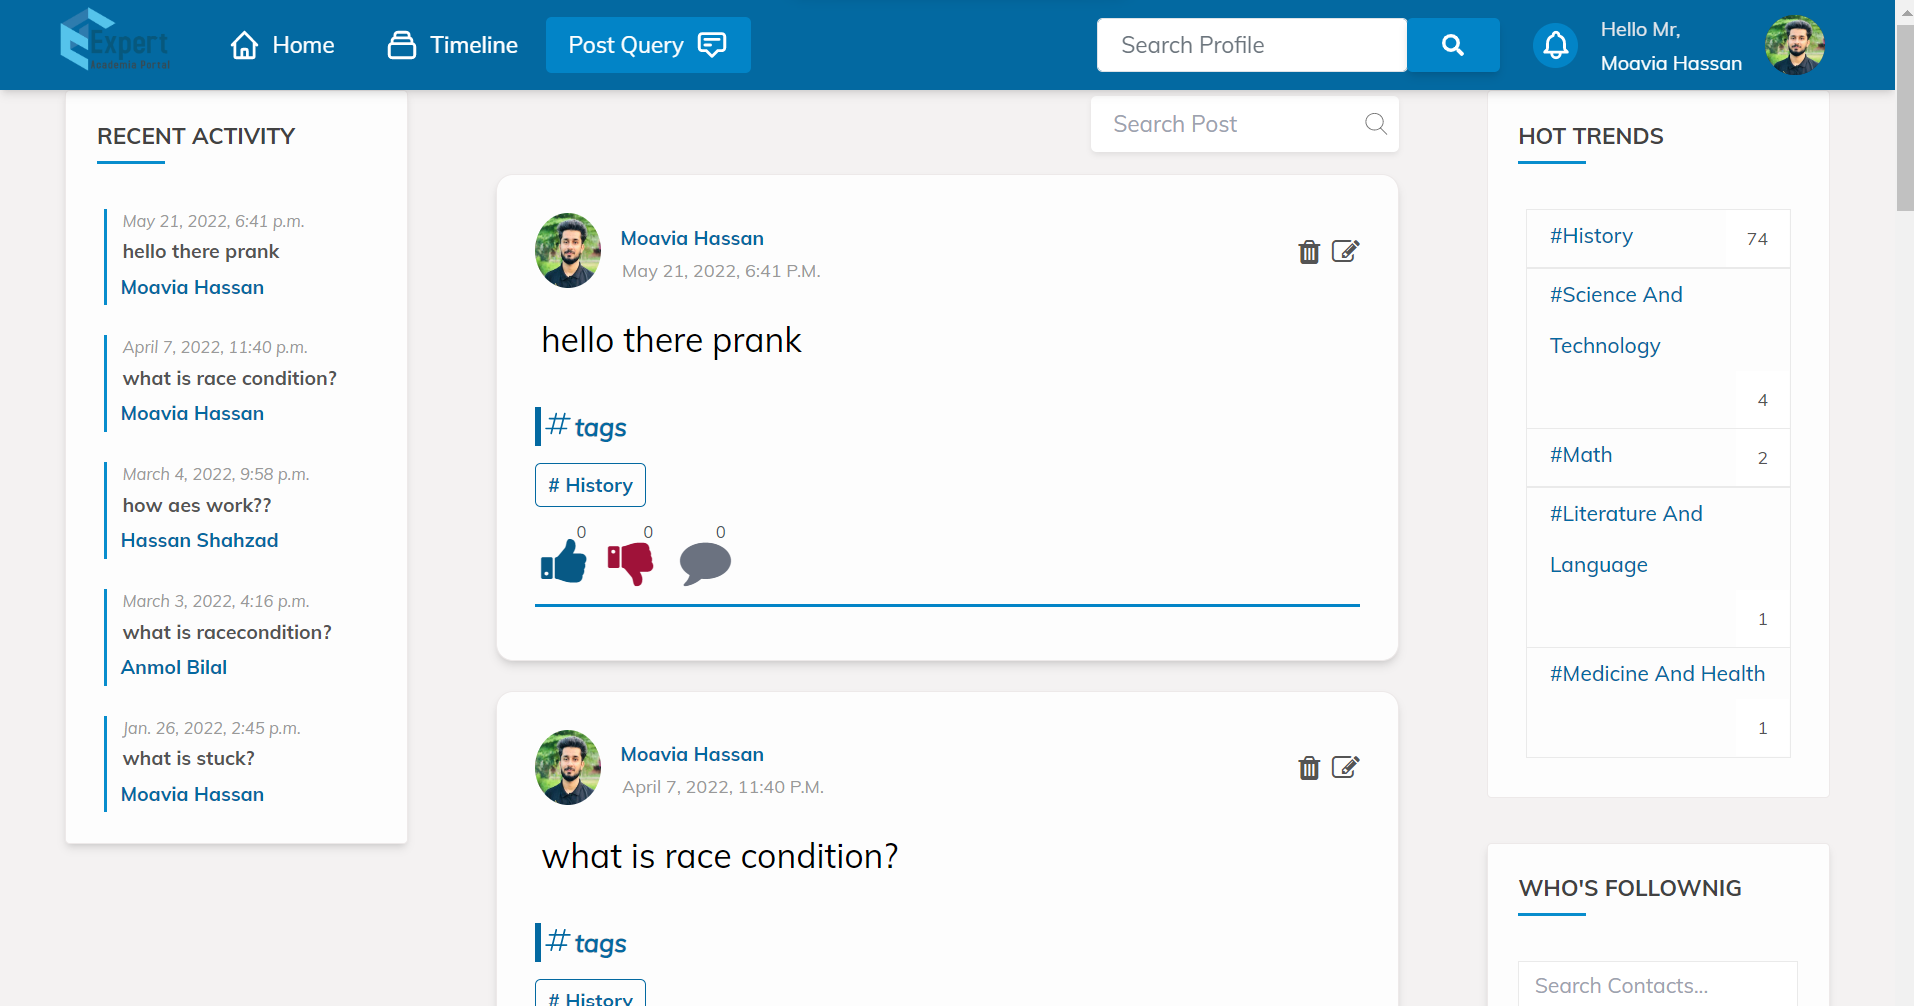 Expert
Academia Portal
Home
Timeline
Post Query
Search Profile
Hello Mr,
Moavia Hassan
RECENT ACTIVITY
May 21, 2022, 6:41 p.m.
hello there prank
Moavia Hassan
April 7, 2022, 11:40 p.m.
what is race condition?
Moavia Hassan
March 4, 2022, 9:58 p.m.
how aes work??
Hassan Shahzad
March 3, 2022, 4:16 p.m.
what is racecondition?
Anmol Bilal
Jan. 26, 2022, 2:45 p.m.
what is stuck?
Moavia Hassan
Search Post
Moavia Hassan
May 21, 2022, 6:41 P.M.
hello there prank
# tags
# History
0 0 0
Moavia Hassan
April 7, 2022, 11:40 P.M.
what is race condition?
# tags
# History
HOT TRENDS
#History 74
#Science And
Technology
4
#Math 2
#Literature And
Language
1
#Medicine And Health
1
WHO'S FOLLOWNIG
Search Contacts...